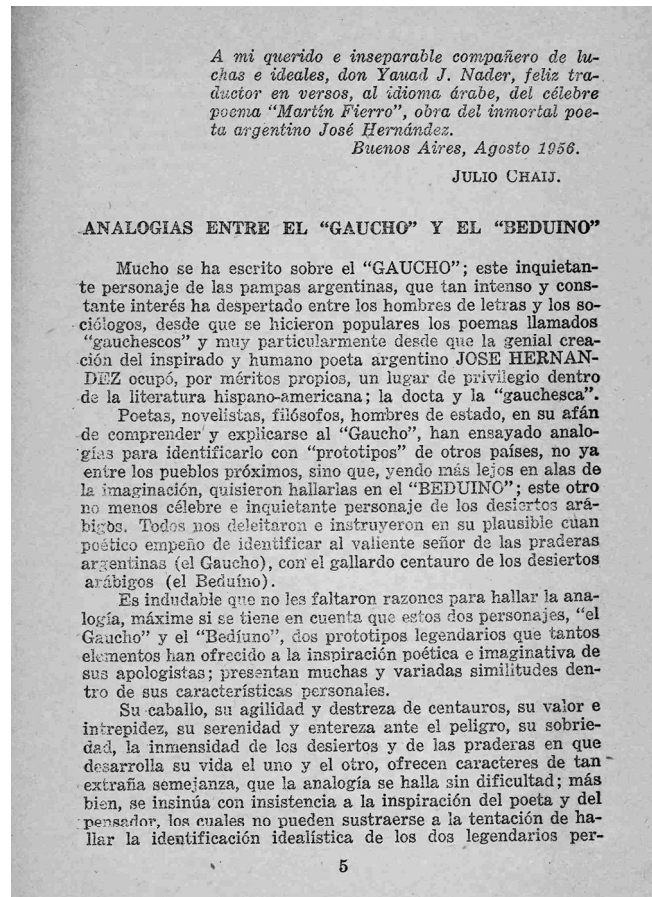 A mi querido e inseparable compañero de lu-
chas e ideales, don Yauad J. Nader, feliz tra-
ductor en versos, al idioma árabe, del célebre
poema “Martín Fierro”, obra del inmortal poe-
ta argentino José Hernández.
Buenos Aires, Agosto 1956.
JULIO CHAIJ.
ANALOGIAS ENTRE EL “GAUCHO” Y EL “BEDUINO”
Mucho se ha escrito sobre el “GAUCHO”; este inquietan-
te personaje de las pampas argentinas, que tan intenso y cons-
tante interés ha despertado entre los hombres de letras y los so-
ciólogos, desde que se hicieron populares los poemas llamados
“gauchescos” y muy particularmente desde que la genial crea-
ción del inspirado y humano poeta argentino JOSE HERNAN-
DEZ ocupó, por méritos propios, un lugar de privilegio dentro
de la literatura hispano-americana; la docta y la “gauchesca”.
Poetas, novelistas, filósofos, hombres de estado, en su afán
de comprender y explicarse al “Gaucho”, han ensayado analo-
gías para identificarlo con “prototipos” de otros países, no ya
entre los pueblos próximos, sino que, yendo más lejos en alas de
la imaginación, quisieron hallarlas en el “BEDUINO”; este otro
no menos célebre e inquietante personaje de los desiertos ará-
bigos. Todos nos deleitaron e instruyeron en su plausible cuan
poético empeño de identificar al valiente señor de las praderas
argentinas (el Gaucho), con el gallardo centauro de los desiertos
arábigos (el Beduíno).
Es indudable que no les faltaron razones para hallar la ana-
logía, máxime si se tiene en cuenta que estos dos personajes, “el
Gaucho” y el “Bedíuno”, dos prototipos legendarios que tantos
elementos han ofrecido a la inspiración poética e imaginativa de
sus apologistas; presentan muchas y variadas similitudes den-
tro de sus características personales.
Su caballo, su agilidad y destreza de centauros, su valor e
intrepidez, su serenidad y entereza ante el peligro, su sobrie-
dad, la inmensidad de los desiertos y de las praderas en que
desarrolla su vida el uno y el otro, ofrecen caracteres de tan
extraña semejanza, que la analogía se halla sin dificultad; más
bien, se insinúa con insistencia a la inspiración del poeta y del
pensador, los cuales no pueden sustraerse a la tentación de ha-
llar la identificación idealística de los dos legendarios per-
5